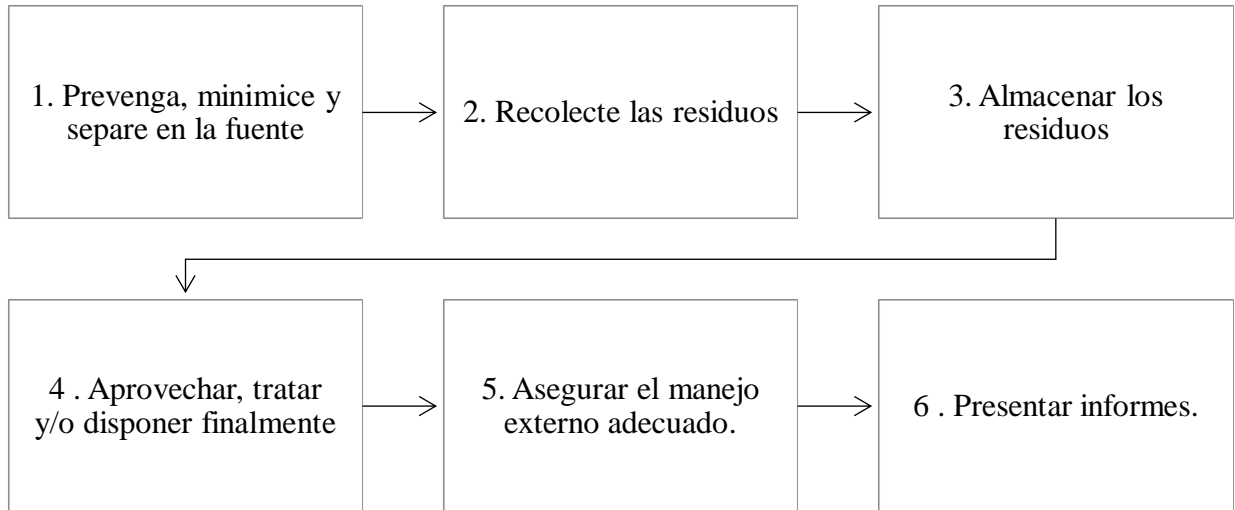 1. Prevenga, minimice y
separe en la fuente
2. Recolecte las residuos
3. Almacenar los
residuos
4 . Aprovechar, tratar
y/o disponer finalmente
5. Asegurar el manejo
externo adecuado.
6 . Presentar informes.